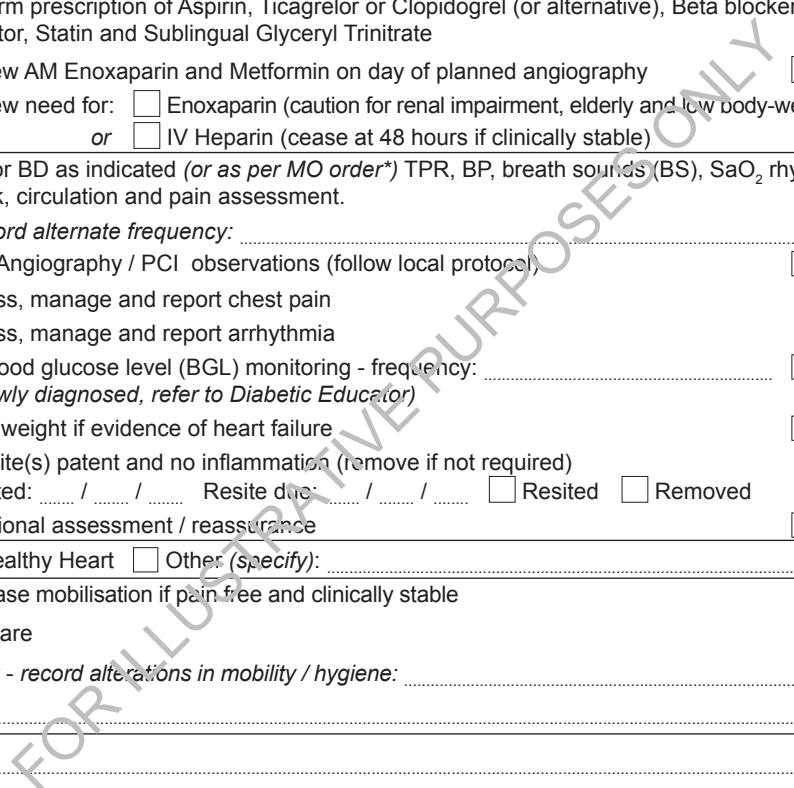 rm prescription of Aspirin, Ticagrelor or Clopidogrel (or alternative), Beta blocker
tor, Statin and Sublingual Glyceryl Trinitrate
ew AM Enoxaparin and Metformin on day of planned angiography
ew need for: Enoxaparin (caution for renal impairment, elderly and low body-we
or IV Heparin (cease at 48 hours if clinically stable)
or BD as indicated (or as per MO order*) TPR, BP, breath sounds (BS), SaO2 rhy
k, circulation and pain assessment.
ord alternate frequency:
Angiography / PCI observations (follow local protocol)
ss, manage and report chest pain
ss, manage and report arrhythmia
ood glucose level (BGL) monitoring - frequency:
wly diagnosed, refer to Diabetic Educator)
weight if evidence of heart failure
ite(s) patent and no inflammation (remove if not required)
ted: / / Resite due: / / Resited Removed
ional assessment / reassurance
ealthy Heart Other (specify):
ase mobilisation if pain free and clinically stable
are
- record alterations in mobility / hygiene:
FOR ILLUSTRATIVE PURPOSES ONLY